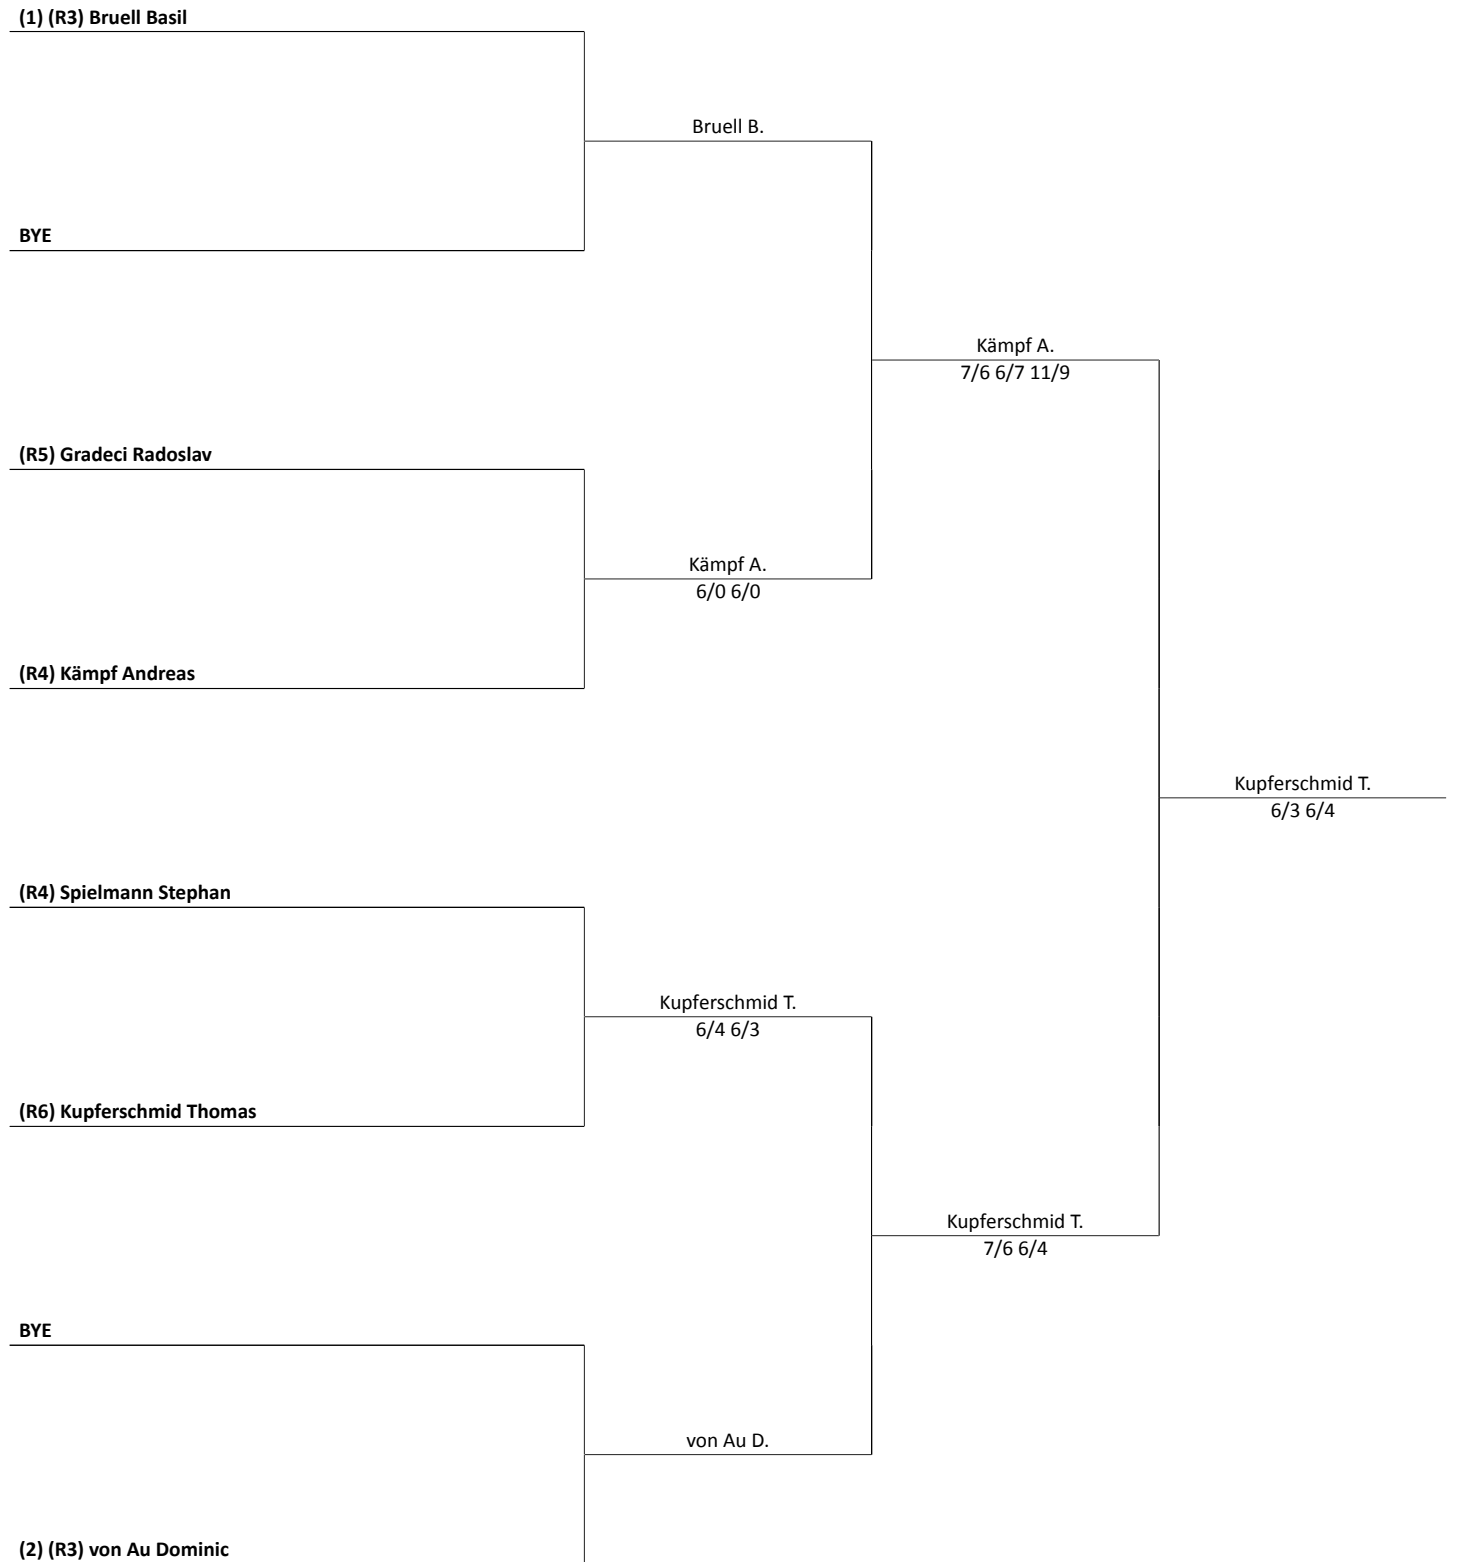 (1) (R3) Bruell Basil
Bruell B.
BYE
Kämpf A.
7/6 6/7 11/9
(R5) Gradeci Radoslav
Kämpf A.
6/0 6/0
(R4) Kämpf Andreas
Kupferschmid T.
6/3 6/4
(R4) Spielmann Stephan
Kupferschmid T.
6/4 6/3
(R6) Kupferschmid Thomas
Kupferschmid T.
7/6 6/4
BYE
von Au D.
(2) (R3) von Au Dominic